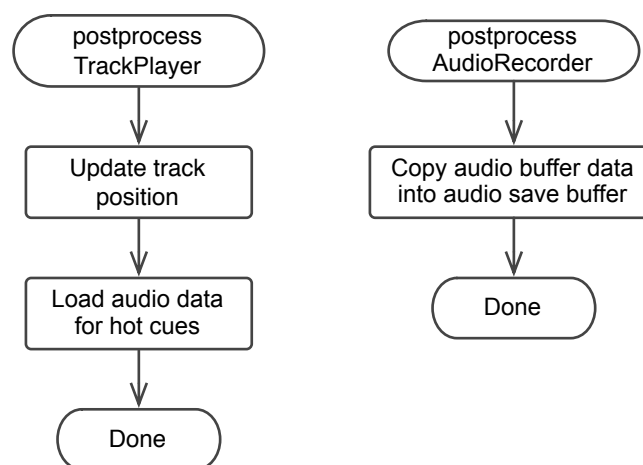 postprocess
TrackPlayer
Update track
position
Load audio data
for hot cues
Done
postprocess
AudioRecorder
Copy audio buffer data
into audio save buffer
Done